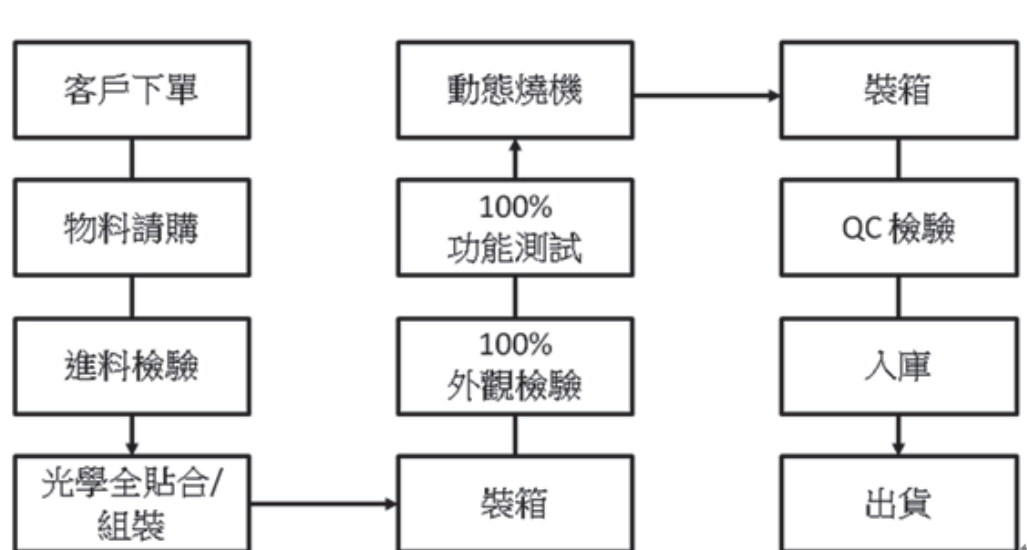 客戶下單
物料請購
進料檢驗
光學全貼合/
組裝
裝箱
100%
外觀檢驗
100%
功能測試
動態燒機
裝箱
QC 檢驗
入庫
出貨